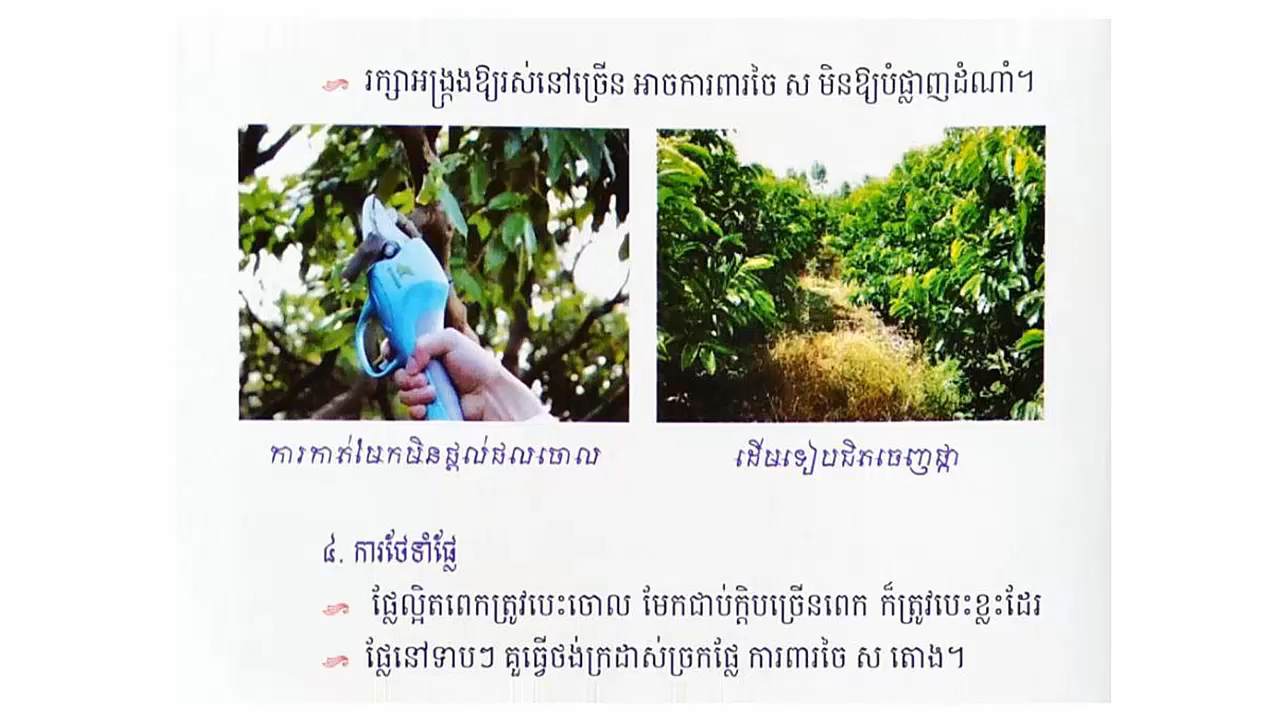 រក្សាអង្ក្រងឱ្យរស់នៅច្រើន អាចការពារចៃ ស មិនឱ្យបំផ្លាញដំណាំ។
ការកាត់មែកមិនផ្តល់ផលចោល
ដើមទៀបជិតចេញផ្កា
៤. ការថែទាំផ្លែ
ផ្លែល្អិតពេកត្រូវបេះចោល មែកជាប់ក្តិបច្រើនពេក ក៏ត្រូវបេះខ្លះដែរ
ផ្លែនៅទាបៗ គួធ្វើថង់ក្រដាស់ច្រកផ្លែ ការពារចៃ ស តោង។